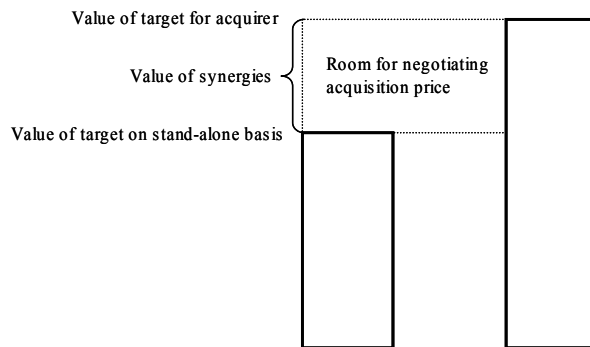 Value of target for acquirer
Value of synergies
Room for negotiating
acquisition price
Value of target on stand-alone basis